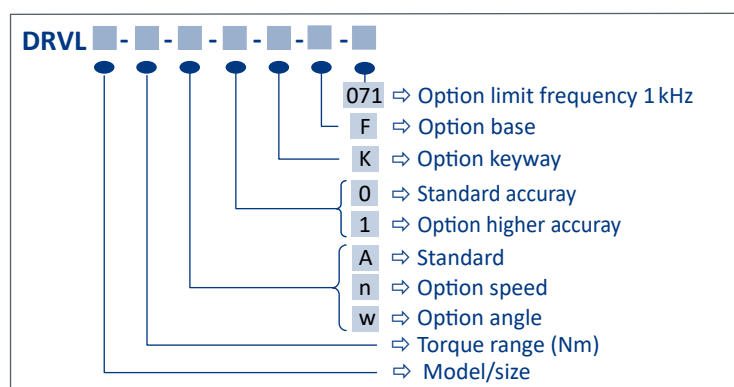 DRVL - - - - - -
071 ⇨ Option limit frequency 1 kHz
F ⇨ Option base
K ⇨ Option keyway
0 ⇨ Standard accuray
1 ⇨ Option higher accuray
A ⇨ Standard
n ⇨ Option speed
w ⇨ Option angle
⇨ Torque range (Nm)
⇨ Model/size